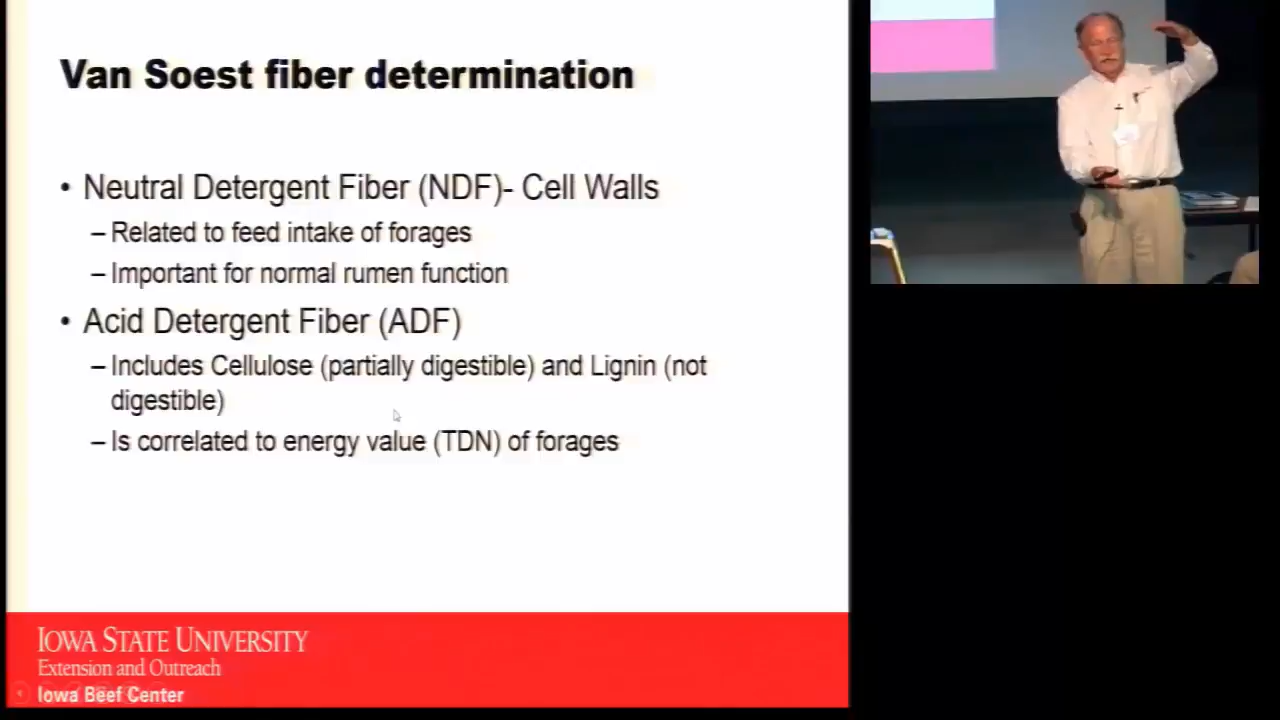 Van Soest fiber determination
• Neutral Detergent Fiber (NDF)- Cell Walls
– Related to feed intake of forages
– Important for normal rumen function
• Acid Detergent Fiber (ADF)
– Includes Cellulose (partially digestible) and Lignin (not
digestible)
– Is correlated to energy value (TDN) of forages
IOWA STATE UNIVERSITY
Extension and Outreach
Iowa Beef Center